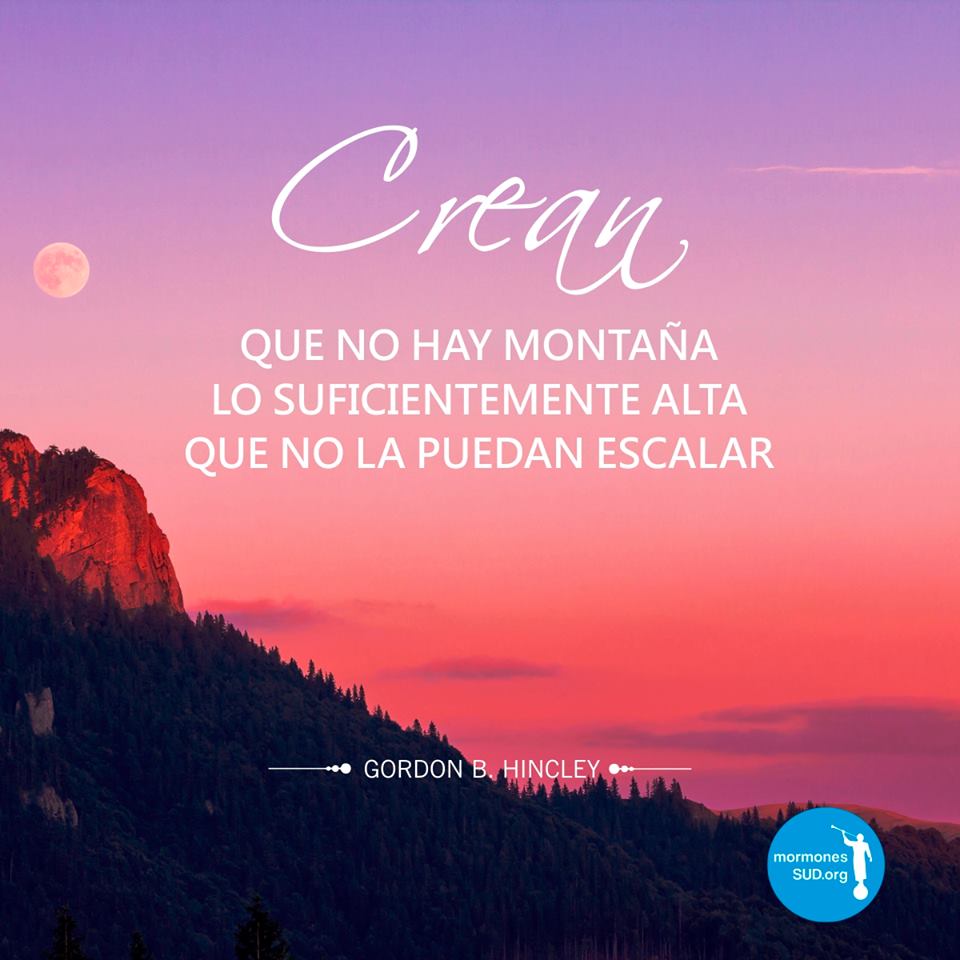 Crean
QUE NO HAY MONTAÑA
LO SUFICIENTEMENTE ALTA
QUE NO LA PUEDAN ESCALAR
GORDON B. HINCLEY
mormones
SUD.org